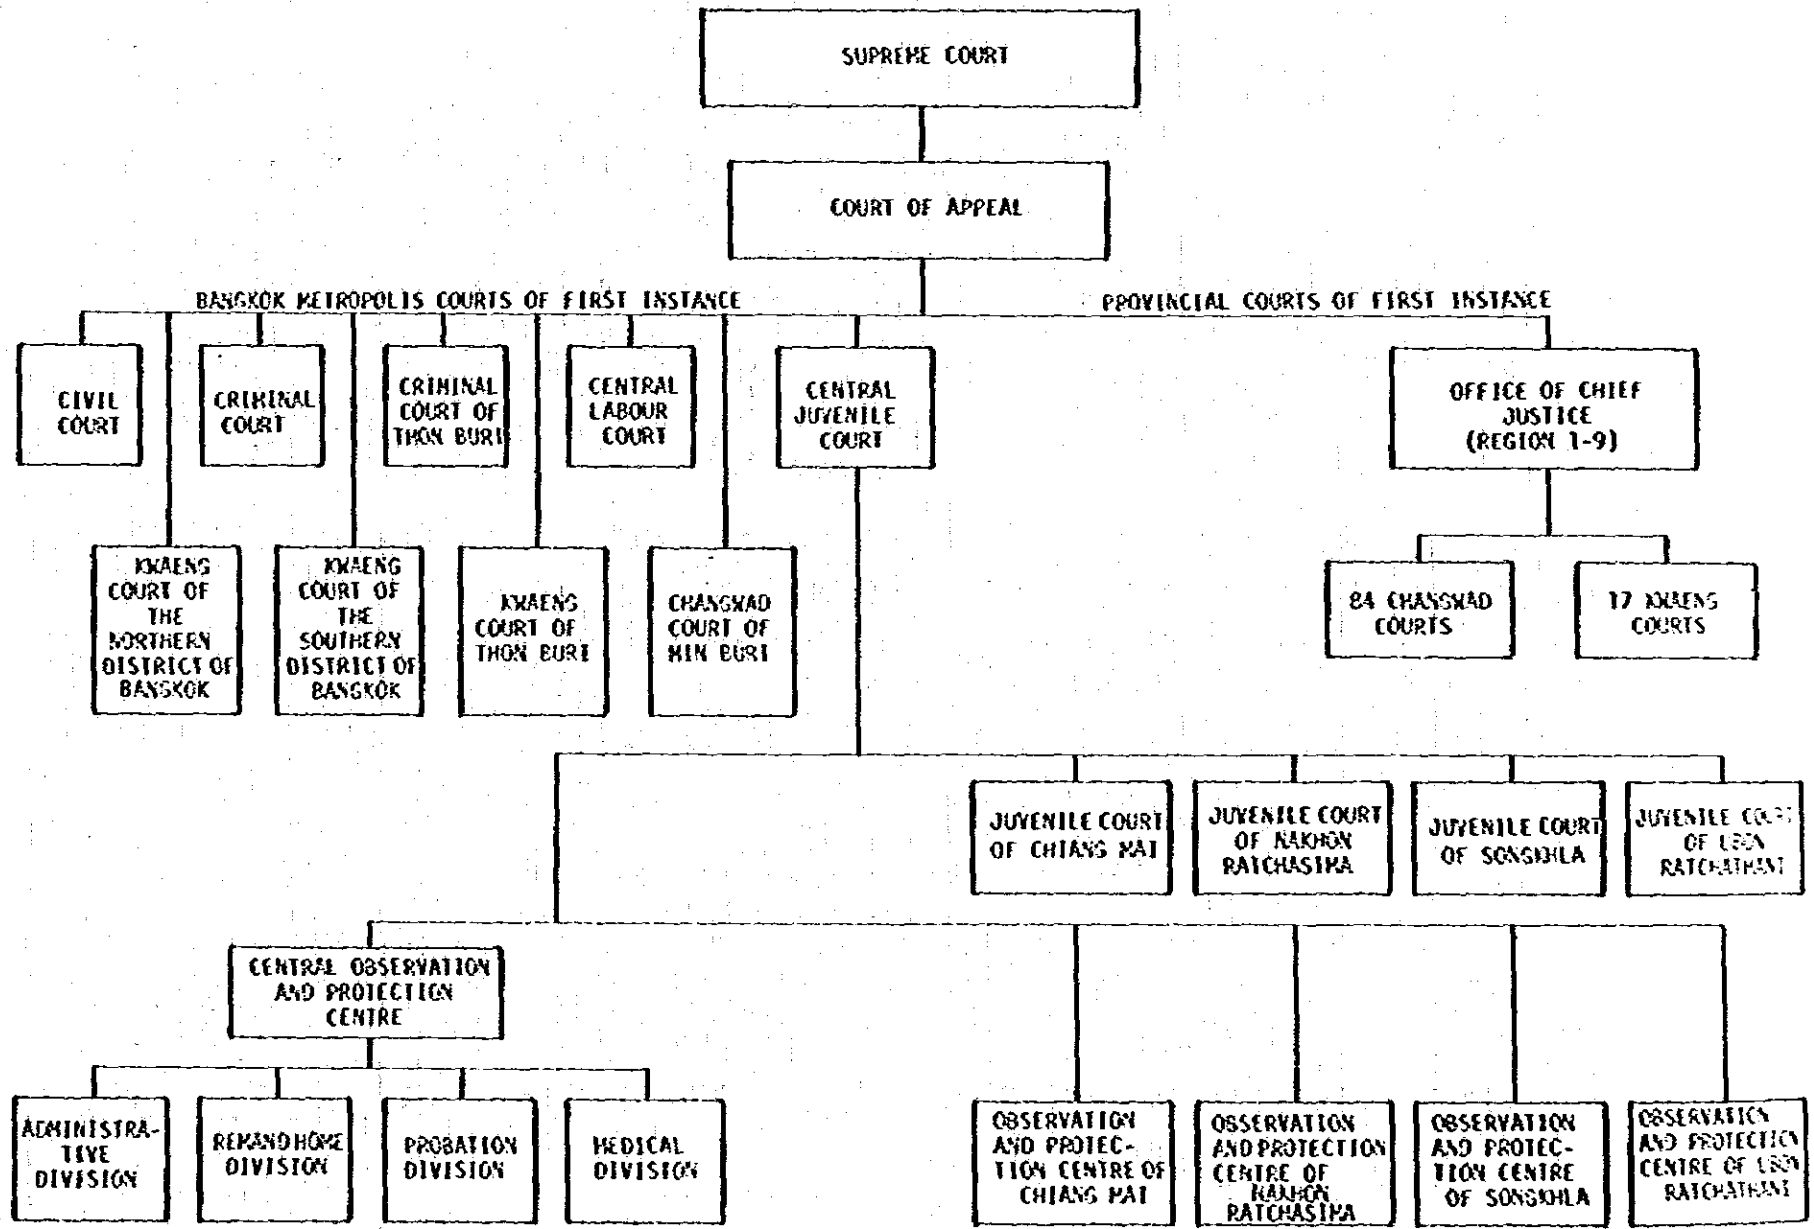 SUPREME COURT
COURT OF APPEAL
BANGKOK METROPOLIS COURTS OF FIRST INSTANCE
PROVINCIAL COURTS OF FIRST INSTANCE
CIVIL
COURT
CRIMINAL
COURT
CRIMINAL
COURT OF
THON BURI
CENTRAL
LABOUR
COURT
CENTRAL
JUVENILE
COURT
OFFICE OF CHIEF
JUSTICE
(REGION 1-9)
KWAENG
COURT OF
THE
NORTHERN
DISTRICT OF
BANGKOK
KWAENG
COURT OF
THE
SOUTHERN
DISTRICT OF
BANGKOK
KWAENG
COURT OF
THON BURI
CHANGWAD
COURT OF
MIN BURI
84 CHANGWAD
COURTS
17 KWAENG
COURTS
JUVENILE COURT
OF CHIANG MAI
JUVENILE COURT
OF NAKHON
RATCHASIMA
JUVENILE COURT
OF SONGKHLA
JUVENILE COURT
OF UBON
RATCHATHANI
CENTRAL OBSERVATION
AND PROTECTION
CENTRE
ADMINISTRA-
TIVE
DIVISION
REMAND HOME
DIVISION
PROBATION
DIVISION
MEDICAL
DIVISION
OBSERVATION
AND PROTEC-
TION CENTRE OF
CHIANG MAI
OBSERVATION
AND PROTECTION
CENTRE OF
NAKHON
RATCHASIMA
OBSERVATION
AND PROTEC-
TION CENTRE
OF SONGKHLA
OBSERVATION
AND PROTECTION
CENTRE OF UBON
RATCHATHANI